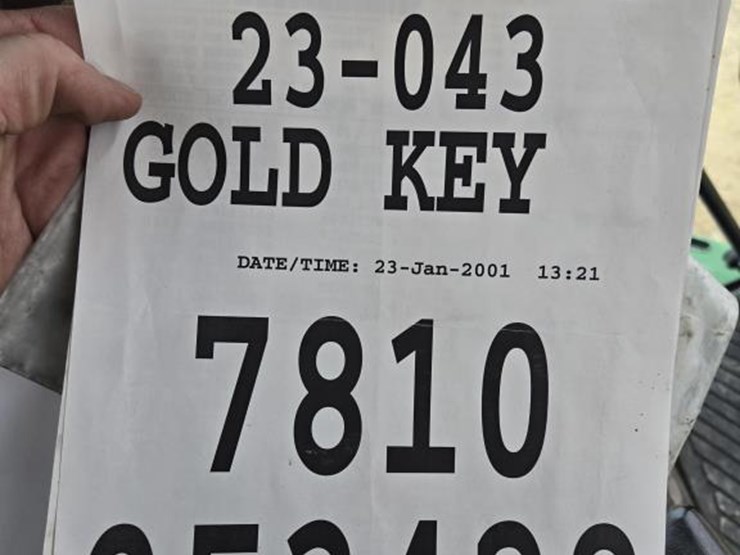 23-043
GOLD KEY
DATE/TIME: 23-Jan-2001 13:21
7810